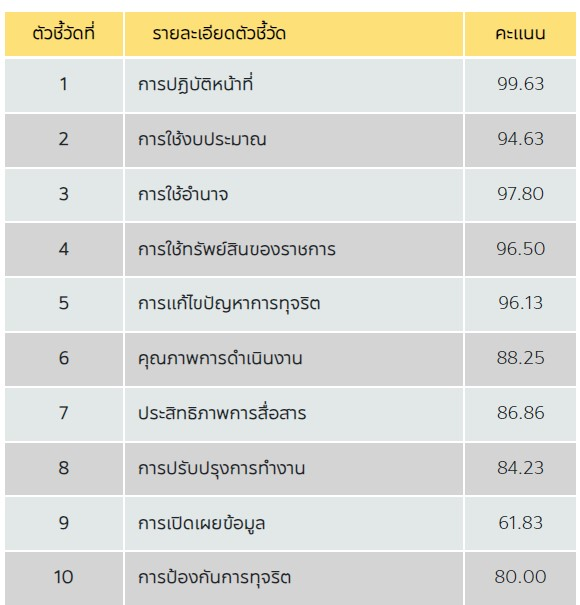 ตัวชี้วัดที่ รายละเอียดตัวชี้วัด คะแนน
1 การปฏิบัติหน้าที่ 99.63
2 การใช้งบประมาณ 94.63
3 การใช้อำนาจ 97.80
4 การใช้ทรัพย์สินของราชการ 96.50
5 การแก้ไขปัญหาการทุจริต 96.13
6 คุณภาพการดำเนินงาน 88.25
7 ประสิทธิภาพการสื่อสาร 86.86
8 การปรับปรุงการทำงาน 84.23
9 การเปิดเผยข้อมูล 61.83
10 การป้องกันการทุจริต 80.00